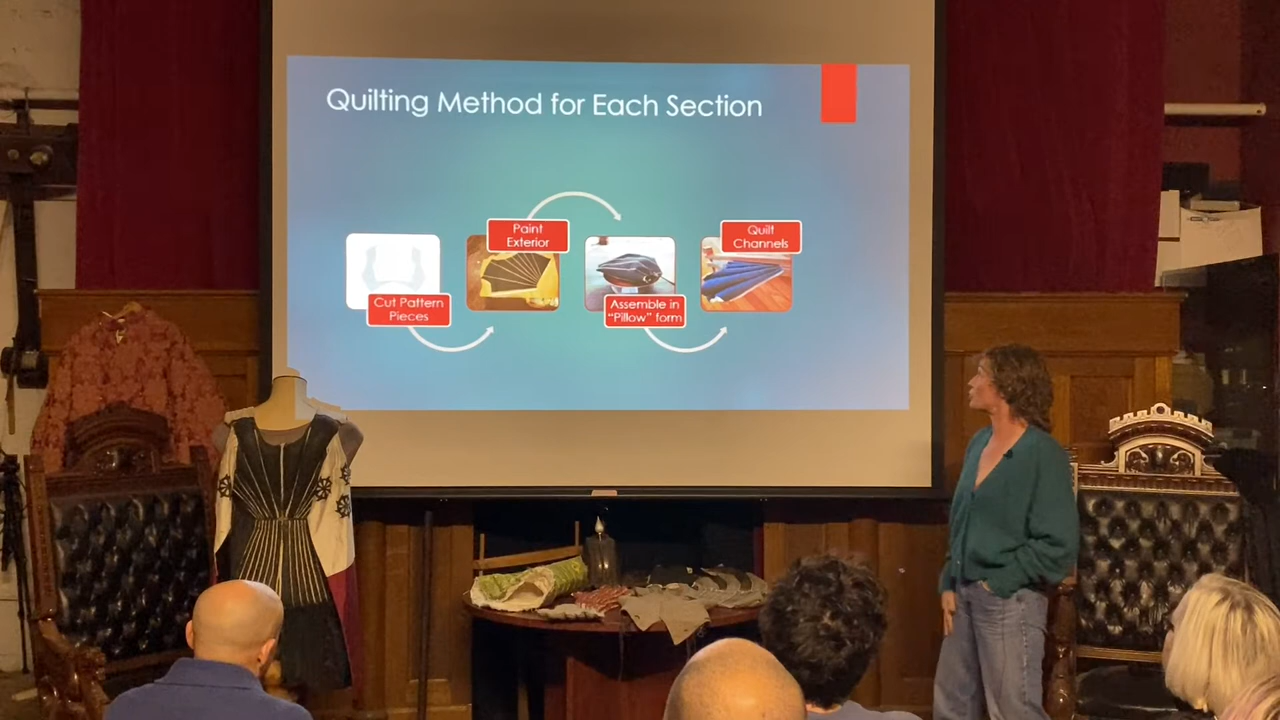 Quilting Method for Each Section
Cut Pattern
Pieces
Paint
Exterior
Assemble in
"Pillow" form
Quilt
Channels